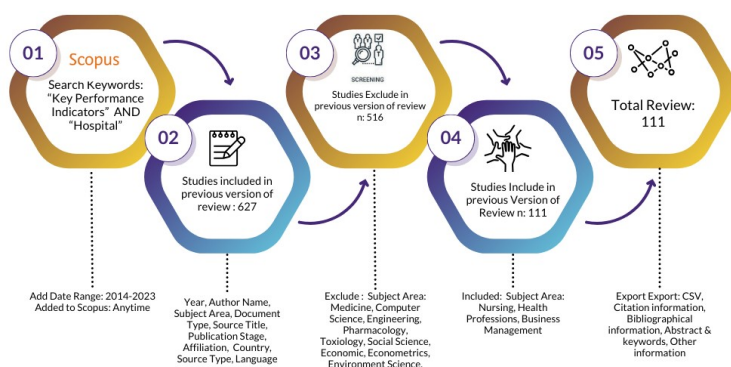 01
Scopus
Search Keywords:
“Key Performance
Indicators” AND
“Hospital”
Add Date Range: 2014-2023
Added to Scopus: Anytime
02
Studies included in
previous version of
review : 627
Year, Author Name,
Subject Area, Document
Type, Source Title,
Publication Stage,
Affiliation, Country,
Source Type, Language
03
SCREENING
Studies Exclude in
previous version of review
n: 516
Exclude : Subject Area:
Medicine, Computer
Science, Engineering,
Pharmacology,
Toxiology, Social Science,
Economic, Econometrics,
Environment Science,
04
Studies Include in
previous Version of
Review n: 111
Included: Subject Area:
Nursing, Health
Professions, Business
Management
05
Total Review:
111
Export Export: CSV,
Citation information,
Bibliographical
information, Abstract &
keywords, Other
information